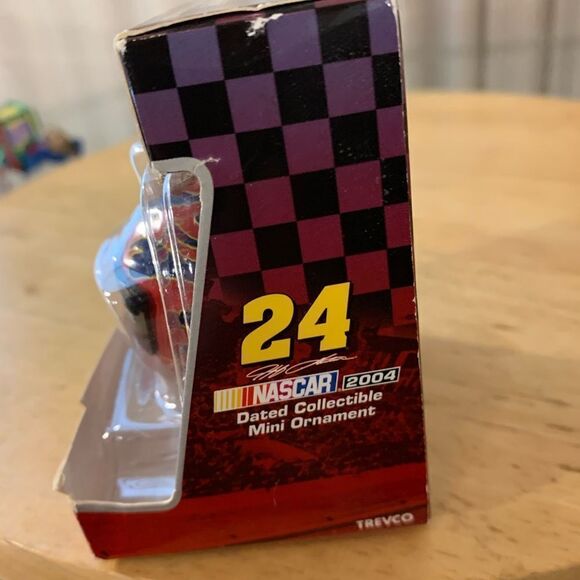 24
NASCAR 2004
Dated Collectible
Mini Ornament
TREVCO